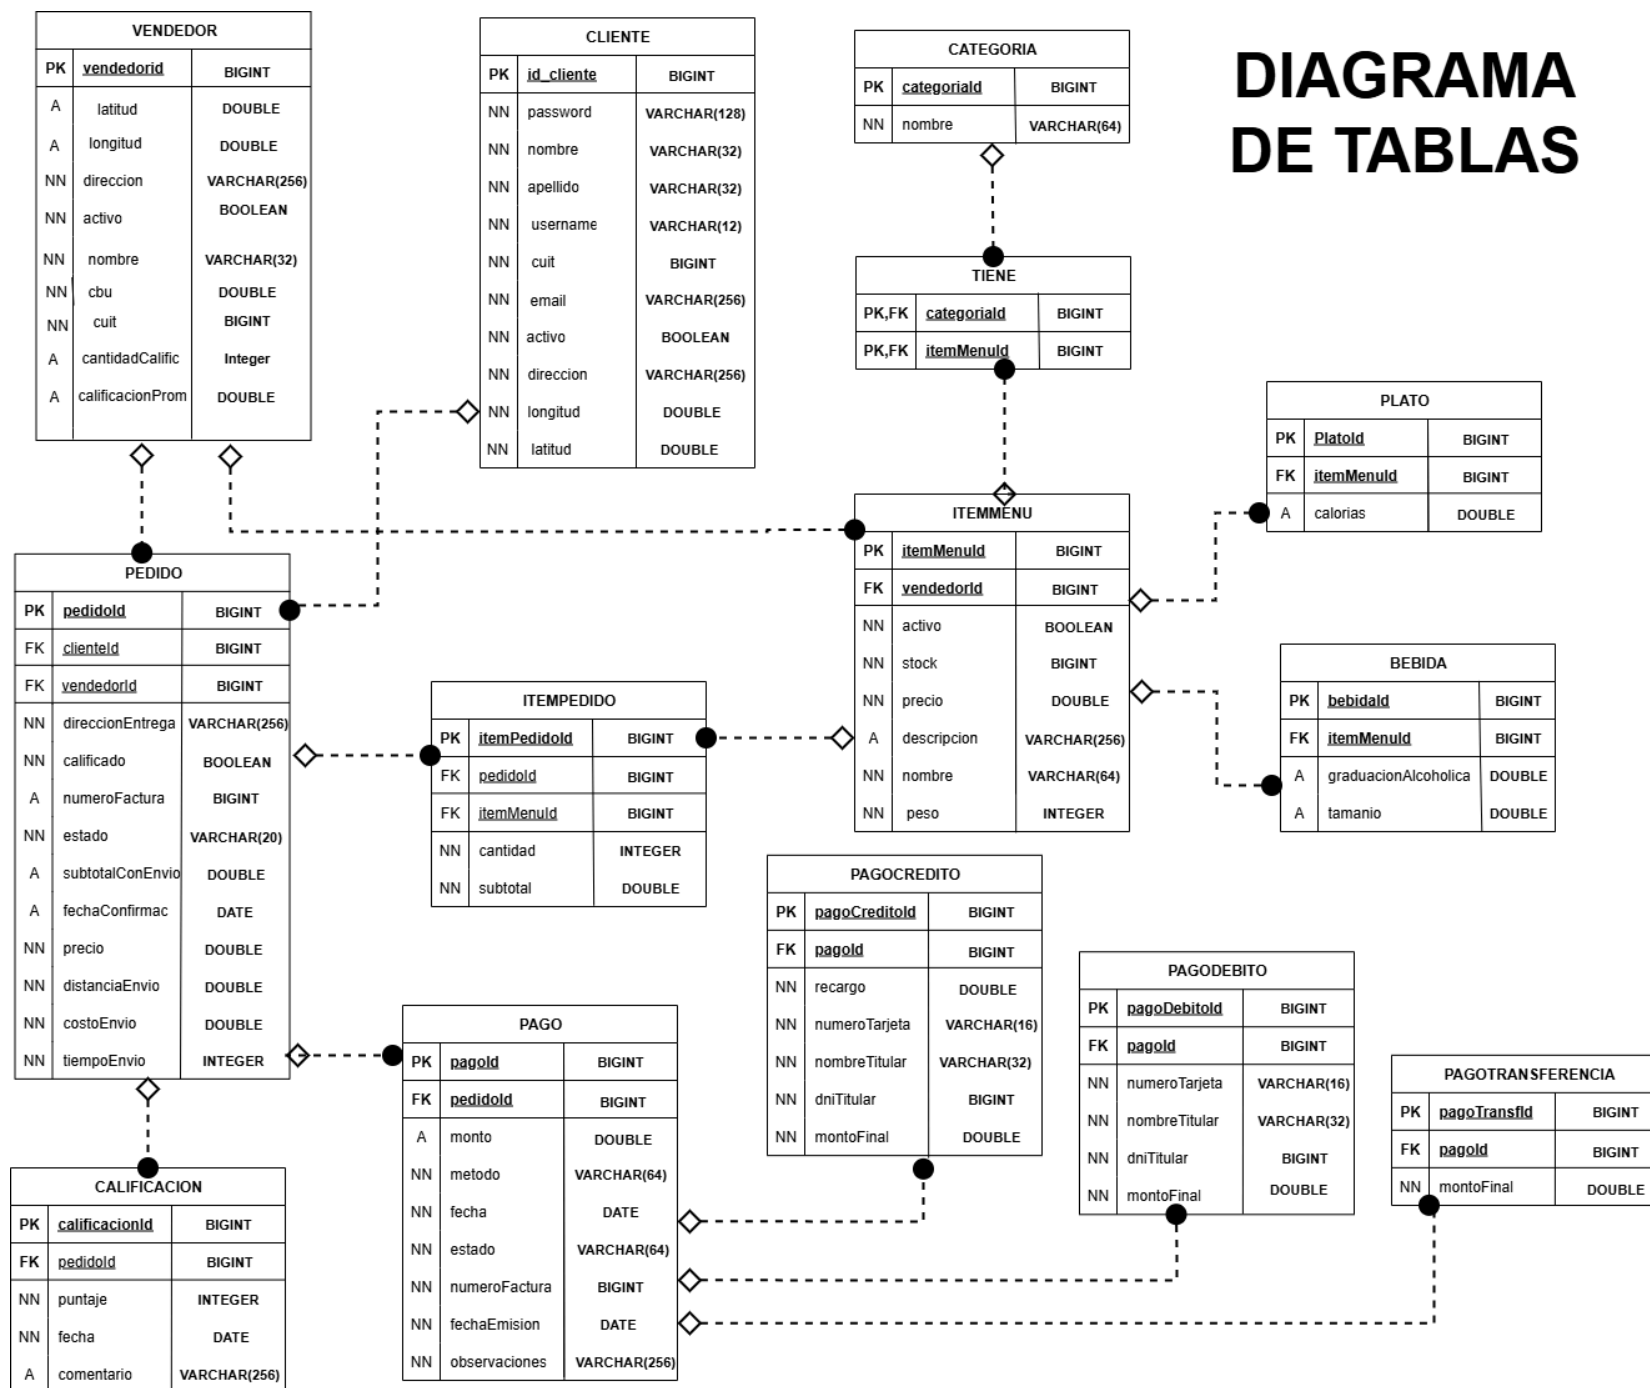 DIAGRAMA
DE TABLAS
VENDEDOR
PK vendedorid BIGINT
A latitud DOUBLE
A longitud DOUBLE
NN direccion VARCHAR(256)
NN activo BOOLEAN
NN nombre VARCHAR(32)
NN cbu DOUBLE
NN cuit BIGINT
A cantidadCalific Integer
A calificacionProm DOUBLE
CLIENTE
PK id_cliente BIGINT
NN password VARCHAR(128)
NN nombre VARCHAR(32)
NN apellido VARCHAR(32)
NN username VARCHAR(12)
NN cuit BIGINT
NN email VARCHAR(256)
NN activo BOOLEAN
NN direccion VARCHAR(256)
NN longitud DOUBLE
NN latitud DOUBLE
CATEGORIA
PK categoriaId BIGINT
NN nombre VARCHAR(64)
TIENE
PK,FK categoriaId BIGINT
PK,FK itemMenuId BIGINT
PLATO
PK PlatoId BIGINT
FK itemMenuId BIGINT
A calorias DOUBLE
ITEMMENU
PK itemMenuId BIGINT
FK vendedorId BIGINT
NN activo BOOLEAN
NN stock BIGINT
NN precio DOUBLE
A descripcion VARCHAR(256)
NN nombre VARCHAR(64)
NN peso INTEGER
BEBIDA
PK bebidaId BIGINT
FK itemMenuId BIGINT
A graduacionAlcoholica DOUBLE
A tamanio DOUBLE
PEDIDO
PK pedidoId BIGINT
FK clienteId BIGINT
FK vendedorId BIGINT
NN direccionEntrega VARCHAR(256)
NN calificado BOOLEAN
A numeroFactura BIGINT
NN estado VARCHAR(20)
A subtotalConEnvio DOUBLE
A fechaConfirmac DATE
NN precio DOUBLE
NN distanciaEnvio DOUBLE
NN costoEnvio DOUBLE
NN tiempoEnvio INTEGER
ITEMPEDIDO
PK itemPedidoId BIGINT
FK pedidoId BIGINT
FK itemMenuId BIGINT
NN cantidad INTEGER
NN subtotal DOUBLE
PAGOCREDITO
PK pagoCreditoId BIGINT
FK pagoId BIGINT
NN recargo DOUBLE
NN numeroTarjeta VARCHAR(16)
NN nombreTitular VARCHAR(32)
NN dniTitular BIGINT
NN montoFinal DOUBLE
PAGODEBITO
PK pagoDebitoId BIGINT
FK pagoId BIGINT
NN numeroTarjeta VARCHAR(16)
NN nombreTitular VARCHAR(32)
NN dniTitular BIGINT
NN montoFinal DOUBLE
PAGOTRANSFERENCIA
PK pagoTransfId BIGINT
FK pagoId BIGINT
NN montoFinal DOUBLE
PAGO
PK pagoId BIGINT
FK pedidoId BIGINT
A monto DOUBLE
NN metodo VARCHAR(64)
NN fecha DATE
NN estado VARCHAR(64)
NN numeroFactura BIGINT
NN fechaEmision DATE
NN observaciones VARCHAR(256)
CALIFICACION
PK calificacionId BIGINT
FK pedidoId BIGINT
NN puntaje INTEGER
NN fecha DATE
A comentario VARCHAR(256)